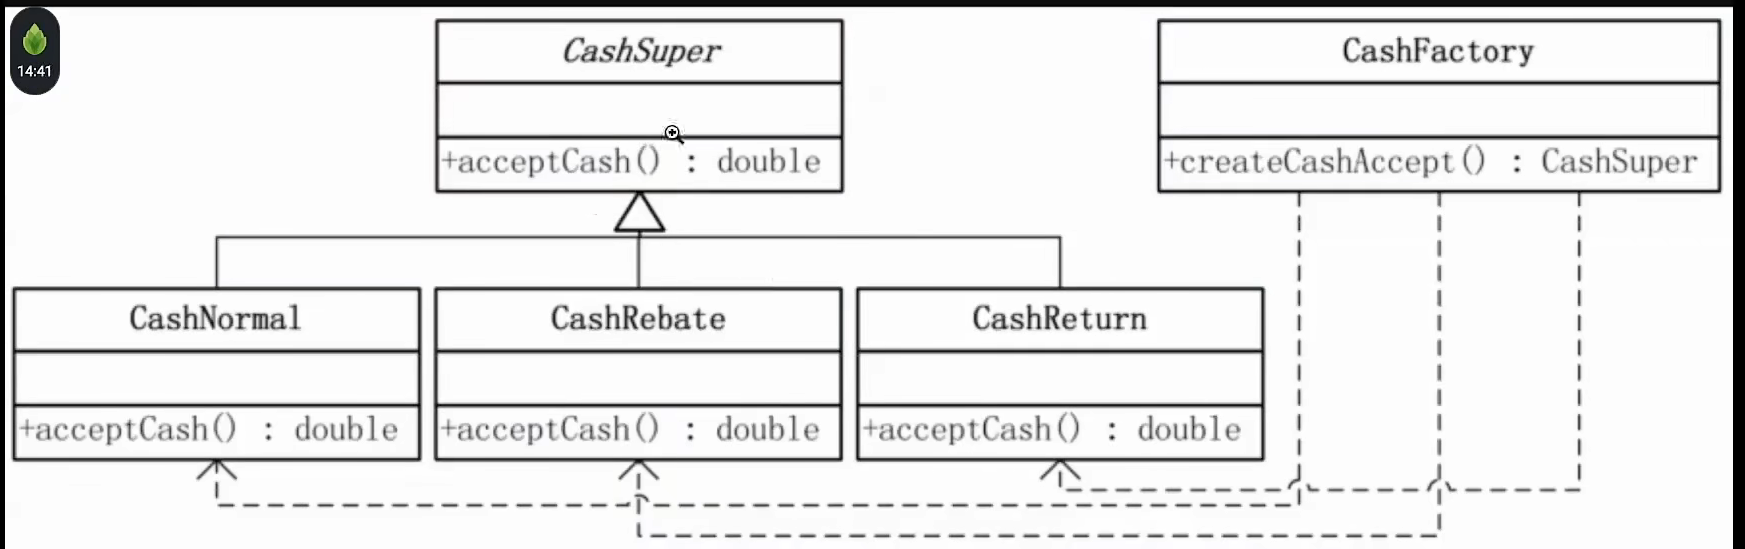 14:41
CashSuper
+acceptCash() : double
CashFactory
+createCashAccept() : CashSuper
CashNormal
+acceptCash() : double
CashRebate
+acceptCash() : double
CashReturn
+acceptCash() : double